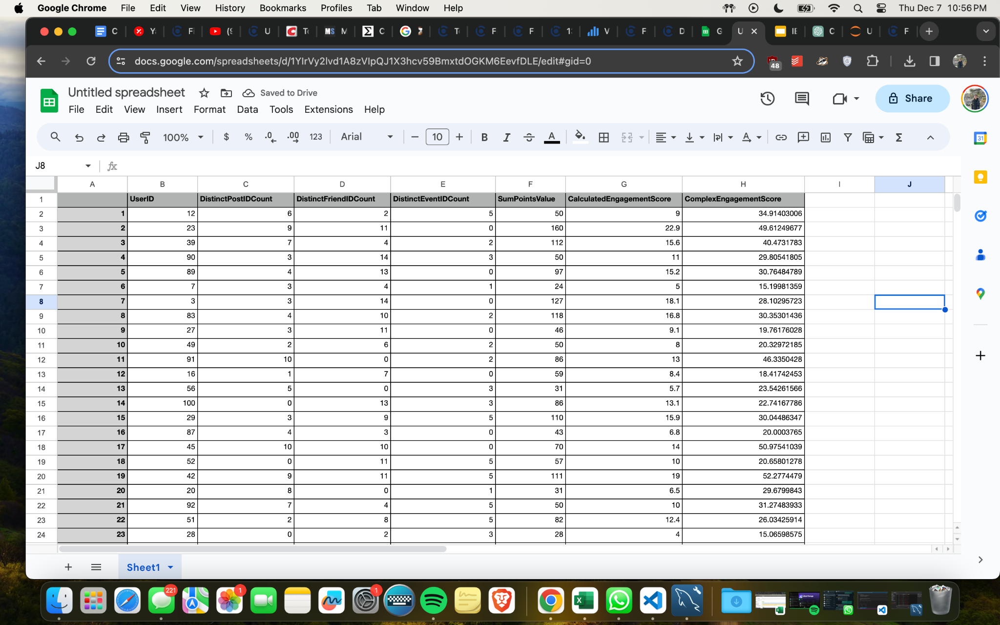 Google Chrome File Edit View History Bookmarks Profiles Tab Window Help Thu Dec 7 10:56 PM
C Y Fi (S U To MS M C T F F 1: V F D G U IE C U F
docs.google.com/spreadsheets/d/1YIrVy2lvd1A8zVIpQJ1X3hcv59BmxtdOGKM6EevfDLE/edit#gid=0 48
Untitled spreadsheet Saved to Drive Share
File Edit View Insert Format Data Tools Extensions Help
100% $ % .0 .00 123 Arial 10 B I A 31
J8 fx
A B C D E F G H I J
1 UserID DistinctPostIDCount DistinctFriendIDCount DistinctEventIDCount SumPointsValue CalculatedEngagementScore ComplexEngagementScore
2 1 12 6 2 5 50 9 34.91403006
3 2 23 9 11 0 160 22.9 49.61249677
4 3 39 7 4 2 112 15.6 40.4731783
5 4 90 3 14 3 50 11 29.80541805
6 5 89 4 13 0 97 15.2 30.76484789
7 6 7 3 4 1 24 5 15.19981359
8 7 3 3 14 0 127 18.1 28.10295723
9 8 83 4 10 2 118 16.8 30.35301436
10 9 27 3 11 0 46 9.1 19.76176028
11 10 49 2 6 2 50 8 20.32972185
12 11 91 10 0 2 86 13 46.3350428
13 12 16 1 7 0 59 8.4 18.41742453
14 13 56 5 0 3 31 5.7 23.54261566
15 14 100 0 13 3 86 13.1 22.74167786
16 15 29 3 9 5 110 15.9 30.04486347
17 16 87 4 3 0 43 6.8 20.0003765
18 17 45 10 10 0 70 14 50.97541039
19 18 52 0 11 5 57 10 20.65801278
20 19 42 9 11 5 111 19 52.2774479
21 20 20 8 0 1 31 6.5 29.6799843
22 21 92 7 4 5 50 10 31.27483933
23 22 51 2 8 5 82 12.4 26.03425914
24 23 28 0 2 3 28 4 15.06598575
Sheet1
221 1 1